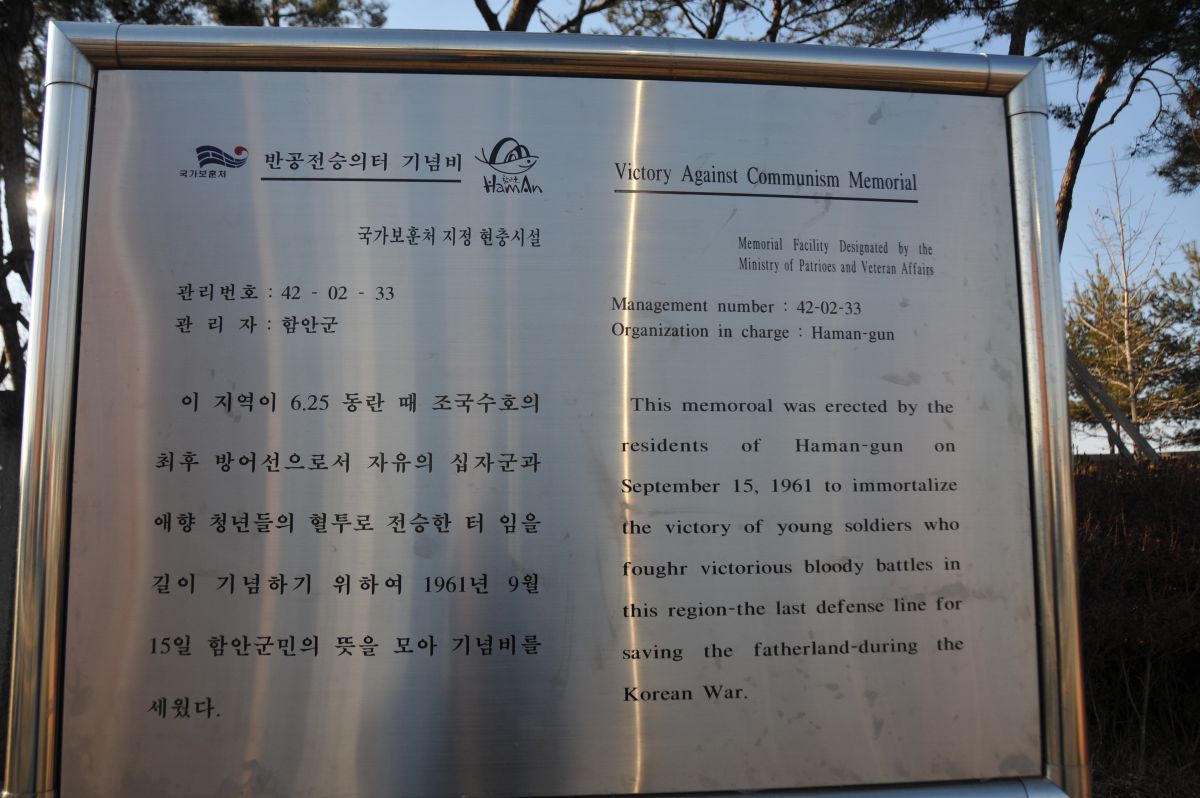 국가보훈처
반공전승의터 기념비
함안군
HamAn
국가보훈처 지정 현충시설
관리번호 : 42 - 02 - 33
관 리 자 : 함안군
이 지역이 6.25 동란 때 조국수호의
최후 방어선으로서 자유의 십자군과
애향 청년들의 혈투로 전승한 터 임을
길이 기념하기 위하여 1961년 9월
15일 함안군민의 뜻을 모아 기념비를
세웠다.
Victory Against Communism Memorial
Memorial Facility Designated by the
Ministry of Patrioes and Veteran Affairs
Management number : 42-02-33
Organization in charge : Haman-gun
This memoroal was erected by the
residents of Haman-gun on
September 15, 1961 to immortalize
the victory of young soldiers who
foughr victorious bloody battles in
this region-the last defense line for
saving the fatherland-during the
Korean War.